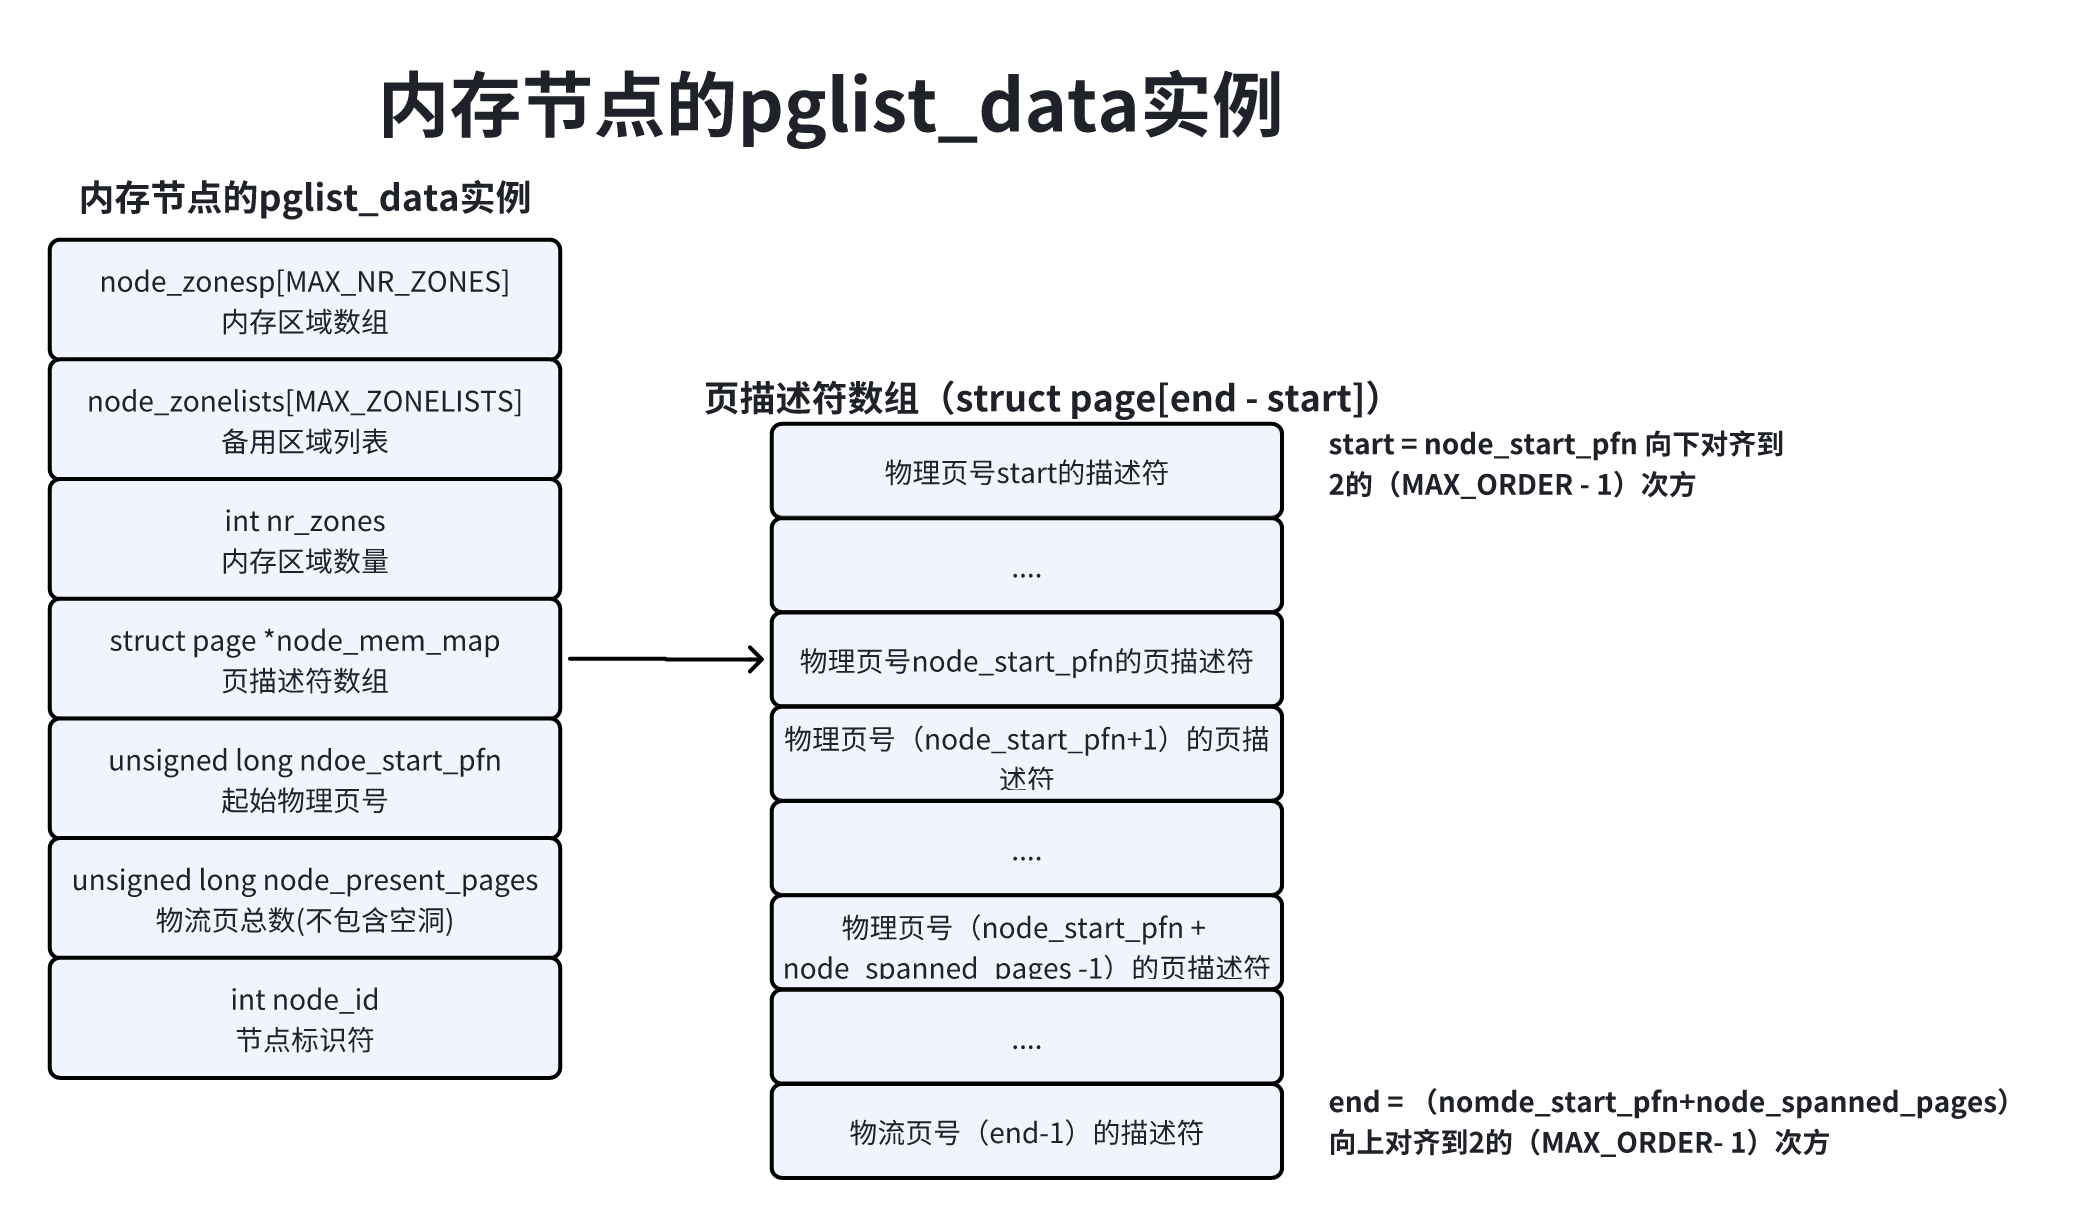 内存节点的pglist_data实例
内存节点的pglist_data实例
node_zonesp[MAX_NR_ZONES]
内存区域数组
node_zonelists[MAX_ZONELISTS]
备用区域列表
int nr_zones
内存区域数量
struct page *node_mem_map
页描述符数组
unsigned long ndoe_start_pfn
起始物理页号
unsigned long node_present_pages
物流页总数(不包含空洞)
int node_id
节点标识符
页描述符数组（struct page[end - start]）
物理页号start的描述符
....
物理页号node_start_pfn的页描述符
物理页号（node_start_pfn+1）的页描
述符
....
物理页号（node_start_pfn +
node_spanned_pages -1）的页描述符
....
物流页号（end-1）的描述符
start = node_start_pfn 向下对齐到
2的（MAX_ORDER - 1）次方
end = （nomde_start_pfn+node_spanned_pages）
向上对齐到2的（MAX_ORDER- 1）次方